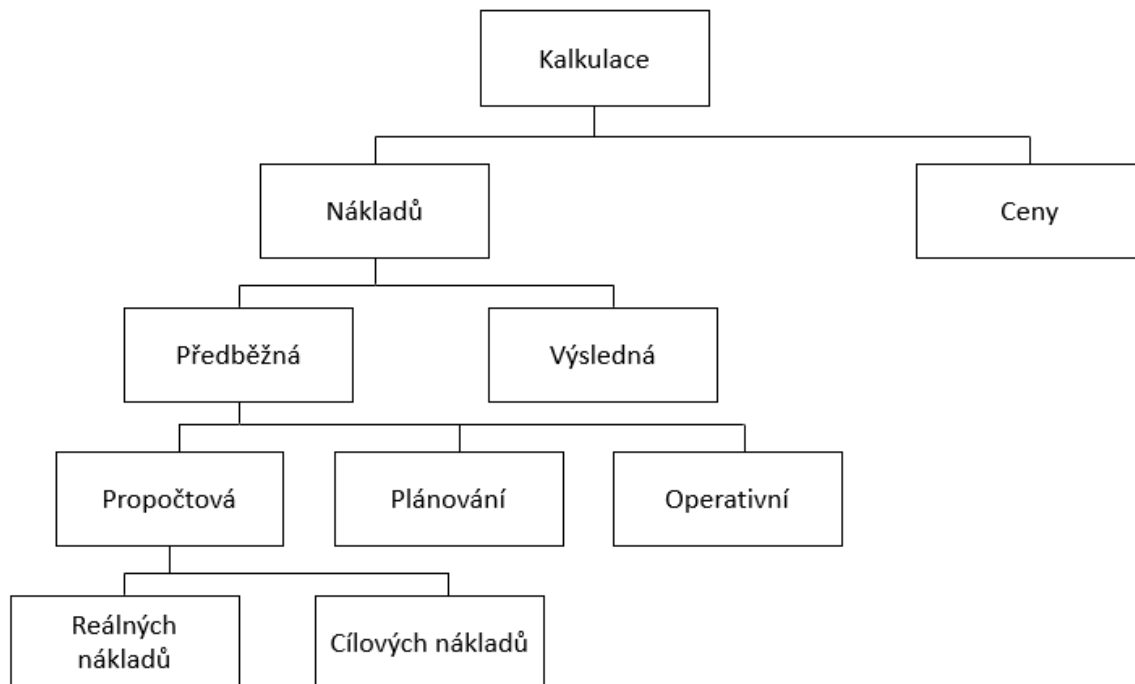 Kalkulace
Nákladů
Ceny
Předběžná
Výsledná
Propočtová
Plánování
Operativní
Reálných
nákladů
Cílových nákladů